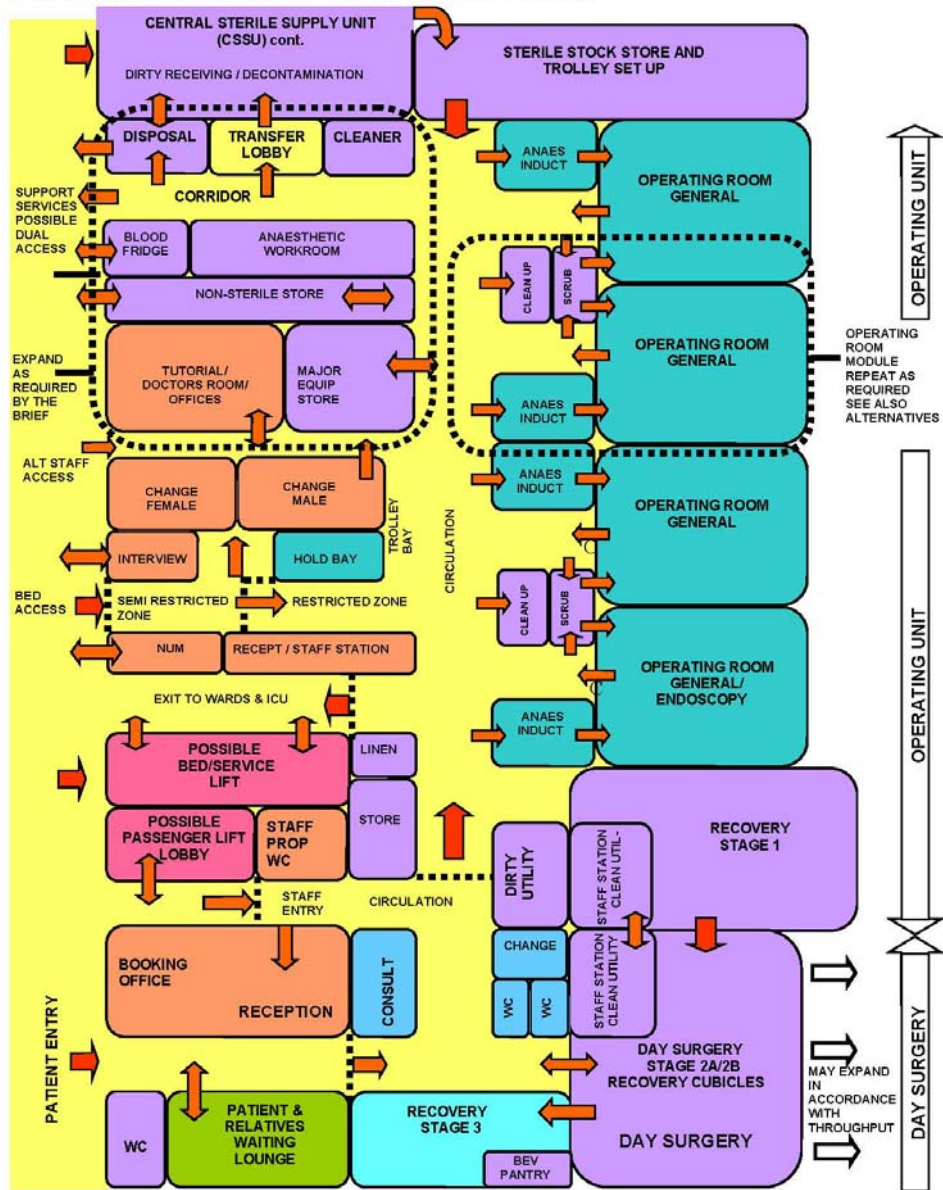 CENTRAL STERILE SUPPLY UNIT
(CSSU) cont.
DIRTY RECEIVING / DECONTAMINATION
STERILE STOCK STORE AND
TROLLEY SET UP
DISPOSAL
TRANSFER
LOBBY
CLEANER
CORRIDOR
SUPPORT
SERVICES
POSSIBLE
DUAL
ACCESS
BLOOD
FRIDGE
ANAESTHETIC
WORKROOM
NON-STERILE STORE
EXPAND
AS
REQUIRED
BY THE
BRIEF
TUTORIAL/
DOCTORS ROOM/
OFFICES
MAJOR
EQUIP
STORE
ALT STAFF
ACCESS
CHANGE
FEMALE
CHANGE
MALE
TROLLEY
BAY
INTERVIEW
HOLD BAY
BED
ACCESS
SEMI RESTRICTED
ZONE
RESTRICTED ZONE
NUM
RECEPT / STAFF STATION
EXIT TO WARDS & ICU
POSSIBLE
BED/SERVICE
LIFT
LINEN
STORE
POSSIBLE
PASSENGER LIFT
LOBBY
STAFF
PROP
WC
STAFF
ENTRY
CIRCULATION
BOOKING
OFFICE
RECEPTION
CONSULT
PATIENT ENTRY
WC
PATIENT &
RELATIVES
WAITING
LOUNGE
RECOVERY
STAGE 3
BEV
PANTRY
CIRCULATION
ANAES
INDUCT
OPERATING ROOM
GENERAL
CLEAN UP
SCRUB
OPERATING ROOM
GENERAL
ANAES
INDUCT
ANAES
INDUCT
OPERATING ROOM
GENERAL
CLEAN UP
SCRUB
OPERATING ROOM
GENERAL/
ENDOSCOPY
ANAES
INDUCT
RECOVERY
STAGE 1
DIRTY
UTILITY
STAFF STATION
CLEAN UTIL-
CHANGE
WC
WC
STAFF STATION
CLEAN UTILITY
DAY SURGERY
STAGE 2A/2B
RECOVERY CUBICLES
DAY SURGERY
OPERATING UNIT
OPERATING
ROOM
MODULE
REPEAT AS
REQUIRED
SEE ALSO
ALTERNATIVES
OPERATING UNIT
MAY EXPAND
IN
ACCORDANCE
WITH
THROUGHPUT
DAY SURGERY